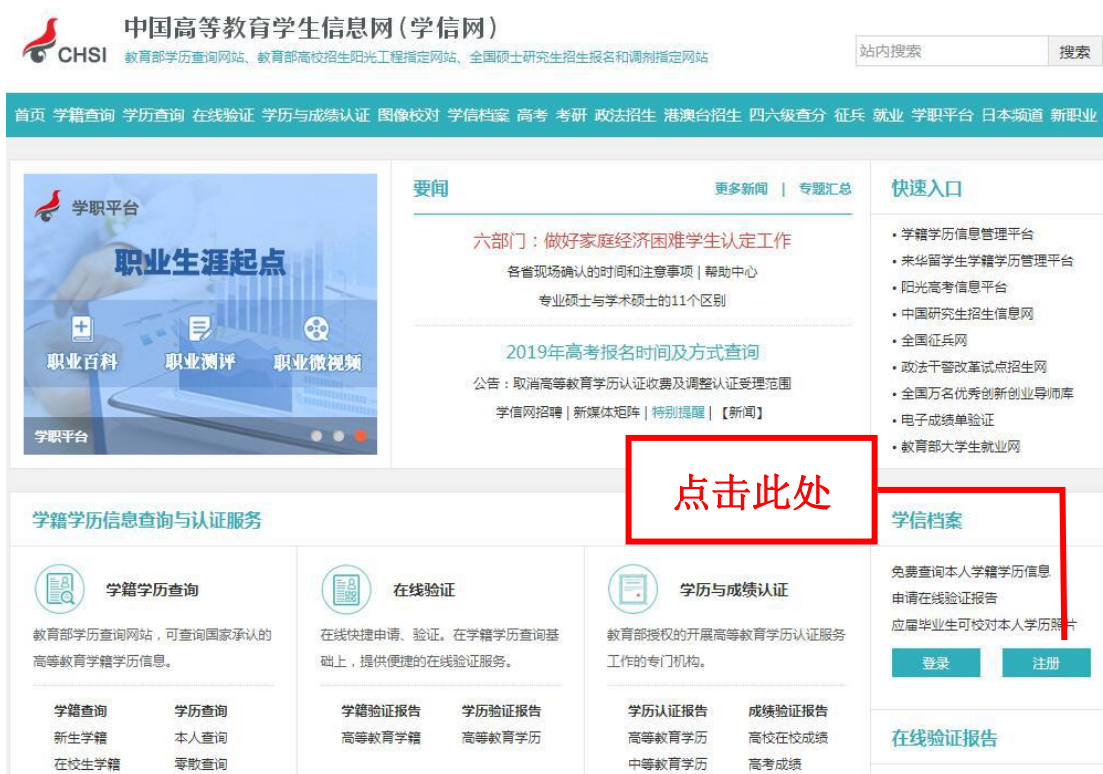 中国高等教育学生信息网(学信网)
CHSI
教育部学历查询网站、教育部高校招生阳光工程指定网站、全国硕士研究生招生报名和调剂指定网站
站内搜索
搜索
首页 学籍查询 学历查询 在线验证 学历与成绩认证 图像校对 学信档案 高考 考研 政法招生 港澳台招生 四六级查分 征兵 就业 学职平台 日本频道 新职业
学职平台
职业生涯起点
职业百科 职业测评 职业微视频
学职平台
要闻
更多新闻 | 专题汇总
六部门：做好家庭经济困难学生认定工作
各省现场确认的时间和注意事项 | 帮助中心
专业硕士与学术硕士的11个区别
2019年高考报名时间及方式查询
公告：取消高等教育学历认证收费及调整认证受理范围
学信网招聘 | 新媒体矩阵 | 特别提醒 | 【新闻】
快速入口
• 学籍学历信息管理平台
• 来华留学生学籍学历管理平台
• 阳光高考信息平台
• 中国研究生招生信息网
• 全国征兵网
• 政法干警改革试点招生网
• 全国万名优秀创新创业导师库
• 电子成绩单验证
• 教育部大学生就业网
点击此处
学籍学历信息查询与认证服务
学籍学历查询
教育部学历查询网站，可查询国家承认的
高等教育学籍学历信息。
学籍查询 学历查询
新生学籍 本人查询
在校生学籍 零散查询
在线验证
在线快捷申请、验证。在学籍学历查询基
础上，提供便捷的在线验证服务。
学籍验证报告 学历验证报告
高等教育学籍 高等教育学历
学历与成绩认证
教育部授权的开展高等教育学历认证服务
工作的专门机构。
学历认证报告 成绩验证报告
高等教育学历 高校在校成绩
中等教育学历 高考成绩
学信档案
免费查询本人学籍学历信息
申请在线验证报告
应届毕业生可校对本人学历照片
登录 注册
在线验证报告